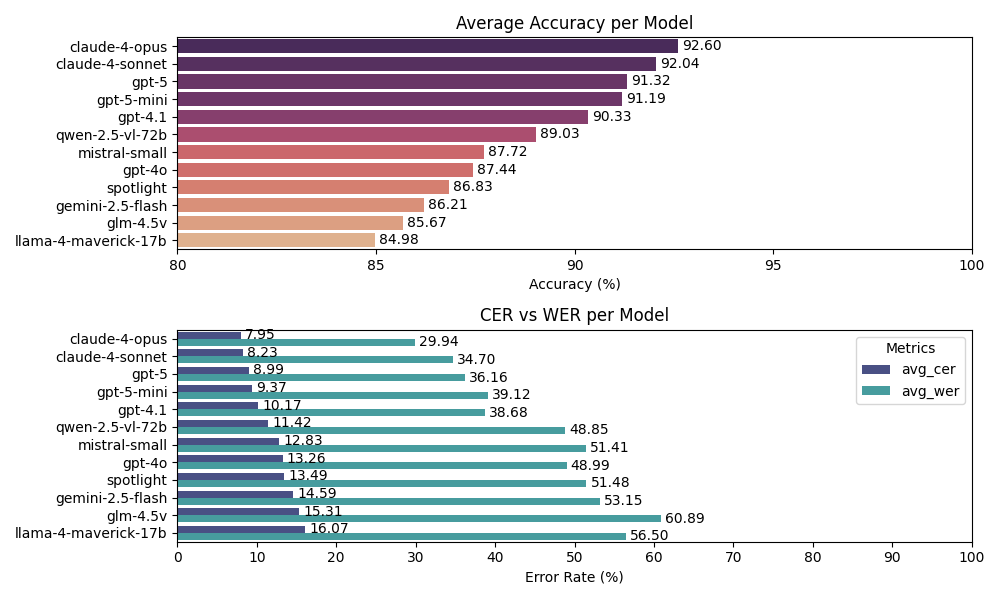 Average Accuracy per Model
claude-4-opus 92.60
claude-4-sonnet 92.04
gpt-5 91.32
gpt-5-mini 91.19
gpt-4.1 90.33
qwen-2.5-vl-72b 89.03
mistral-small 87.72
gpt-4o 87.44
spotlight 86.83
gemini-2.5-flash 86.21
glm-4.5v 85.67
llama-4-maverick-17b 84.98
80 85 90 95 100
Accuracy (%)
CER vs WER per Model
Metrics
avg_cer
avg_wer
claude-4-opus 7.95 29.94
claude-4-sonnet 8.23 34.70
gpt-5 8.99 36.16
gpt-5-mini 9.37 39.12
gpt-4.1 10.17 38.68
qwen-2.5-vl-72b 11.42 48.85
mistral-small 12.83 51.41
gpt-4o 13.26 48.99
spotlight 13.49 51.48
gemini-2.5-flash 14.59 53.15
glm-4.5v 15.31 60.89
llama-4-maverick-17b 16.07 56.50
0 10 20 30 40 50 60 70 80 90 100
Error Rate (%)